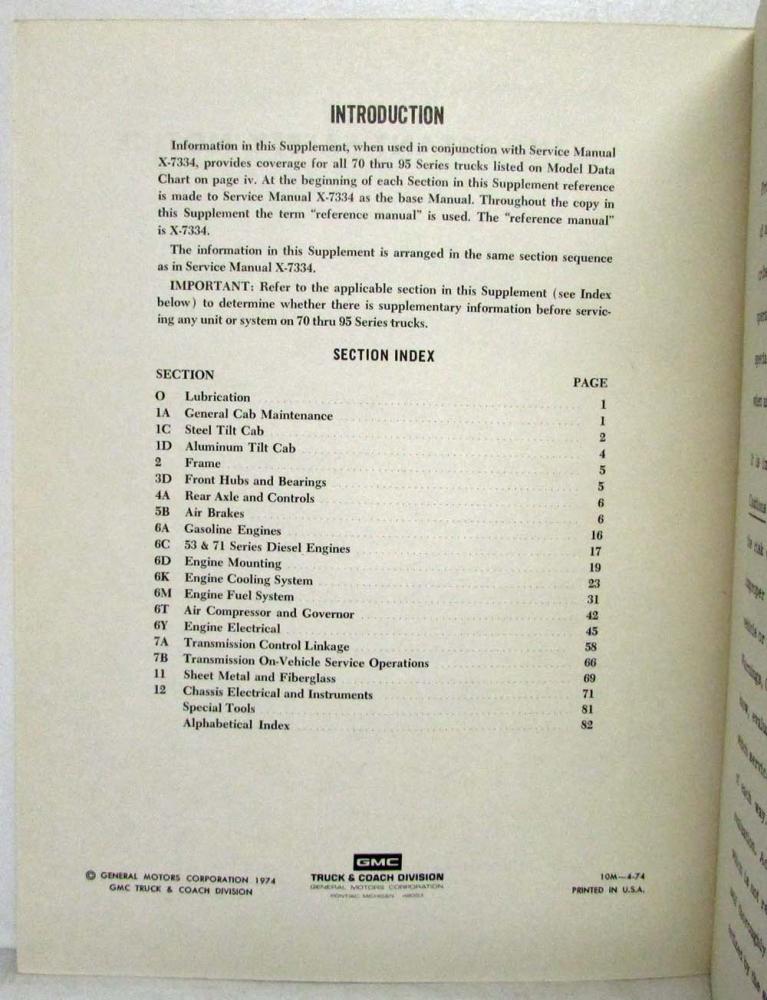 INTRODUCTION
Information in this Supplement, when used in conjunction with Service Manual
X-7334, provides coverage for all 70 thru 95 Series trucks listed on Model Data
Chart on page iv. At the beginning of each Section in this Supplement reference
is made to Service Manual X-7334 as the base Manual. Throughout the copy in
this Supplement the term "reference manual" is used. The "reference manual"
is X-7334.
The information in this Supplement is arranged in the same section sequence
as in Service Manual X-7334.
IMPORTANT: Refer to the applicable section in this Supplement (see Index
below) to determine whether there is supplementary information before servic-
ing any unit or system on 70 thru 95 Series trucks.
SECTION INDEX
SECTION PAGE
O Lubrication 1
1A General Cab Maintenance 1
1C Steel Tilt Cab 2
1D Aluminum Tilt Cab 4
2 Frame 5
3D Front Hubs and Bearings 5
4A Rear Axle and Controls 6
5B Air Brakes 6
6A Gasoline Engines 16
6C 53 & 71 Series Diesel Engines 17
6D Engine Mounting 19
6K Engine Cooling System 23
6M Engine Fuel System 31
6T Air Compressor and Governor 42
6Y Engine Electrical 45
7A Transmission Control Linkage 58
7B Transmission On-Vehicle Service Operations 66
11 Sheet Metal and Fiberglass 69
12 Chassis Electrical and Instruments 71
Special Tools 81
Alphabetical Index 82
© GENERAL MOTORS CORPORATION 1974
GMC TRUCK & COACH DIVISION
GMC
TRUCK & COACH DIVISION
GENERAL MOTORS CORPORATION
PONTIAC MICHIGAN
10M—4-74
PRINTED IN U.S.A.